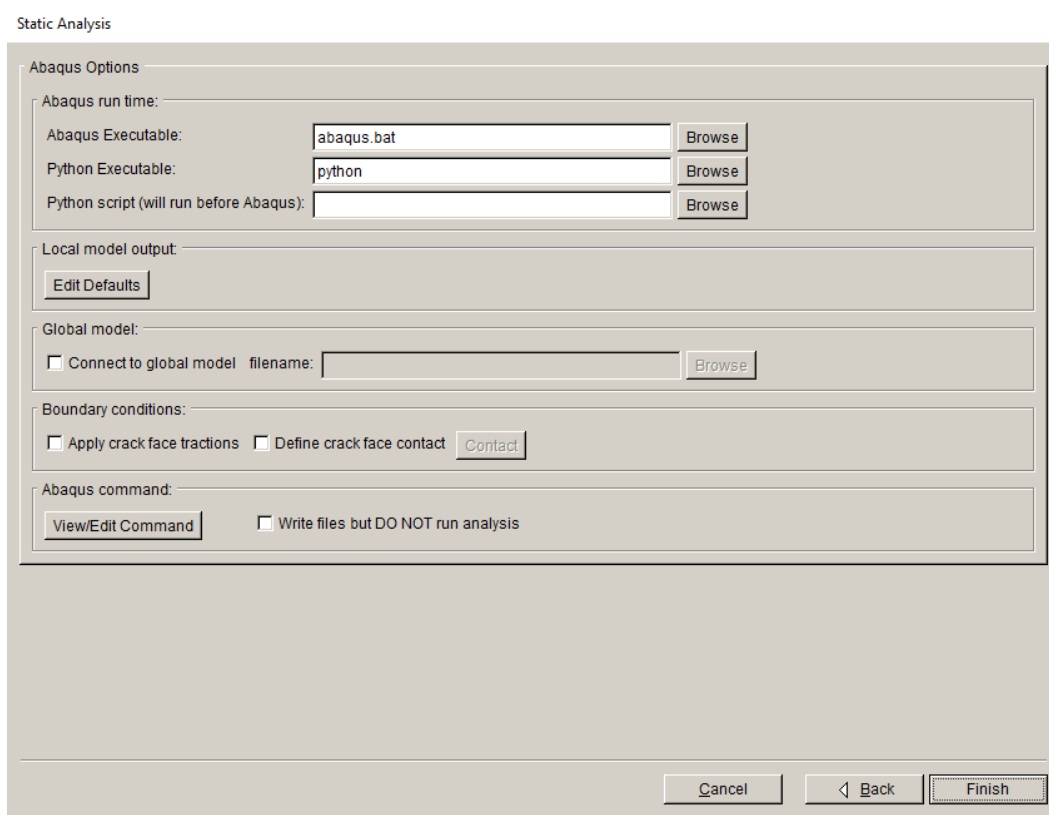 Static Analysis
Abaqus Options
Abaqus run time:
Abaqus Executable: abaqus.bat Browse
Python Executable: python Browse
Python script (will run before Abaqus): Browse
Local model output:
Edit Defaults
Global model:
Connect to global model filename: Browse
Boundary conditions:
Apply crack face tractions Define crack face contact Contact
Abaqus command:
View/Edit Command Write files but DO NOT run analysis
Cancel Back Finish